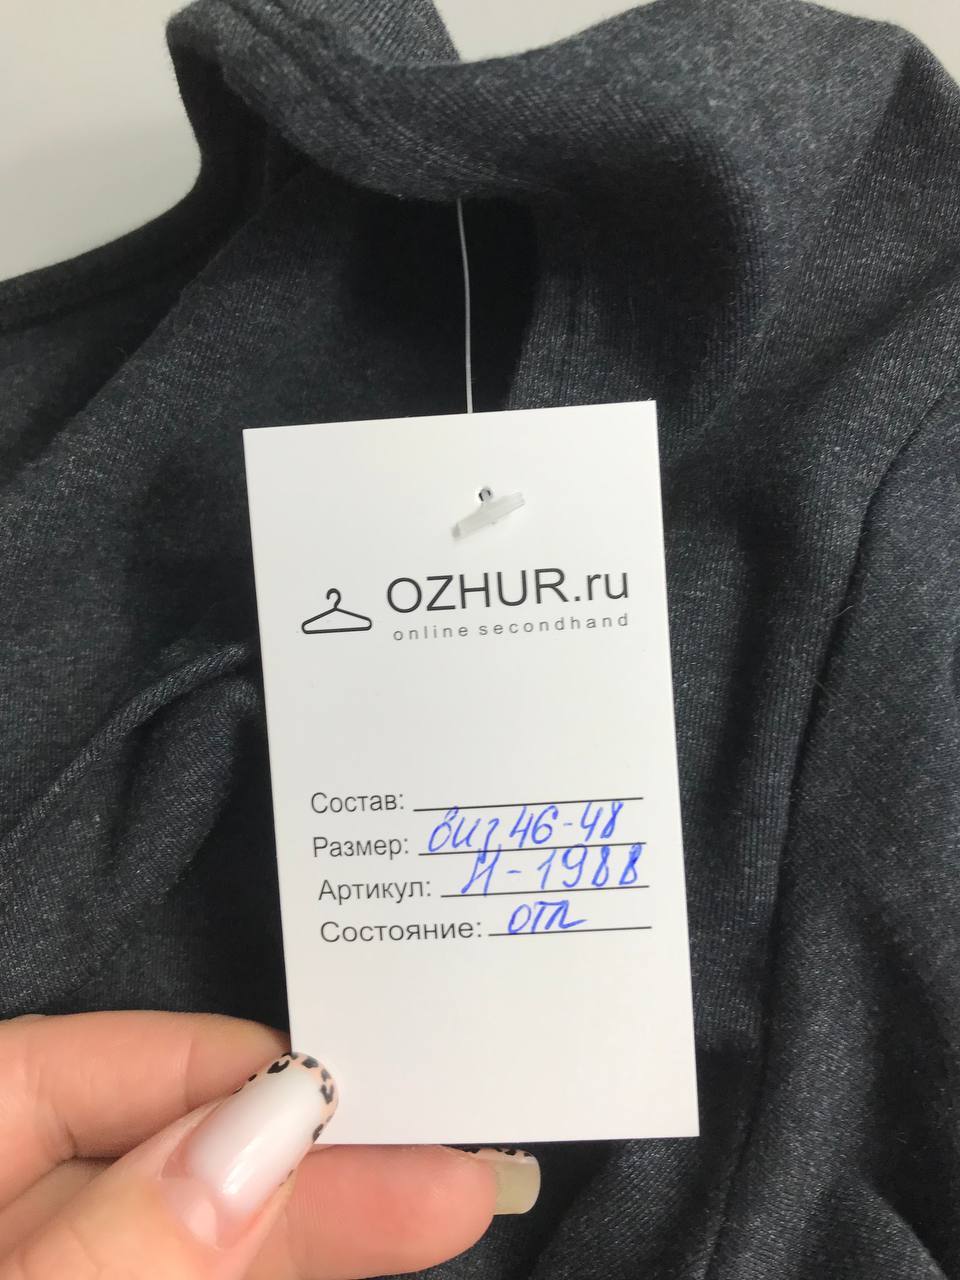 OZHUR.ru
online secondhand
Состав:
Размер: виз 46-48
Артикул: И-1988
Состояние: отл